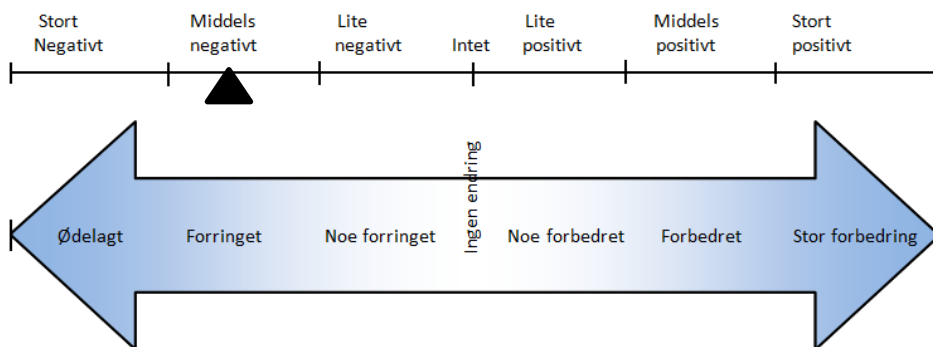 Stort
Negativt
Middels
negativt
Lite
negativt
Intet
Lite
positivt
Middels
positivt
Stort
positivt
Ingen endring
Ødelagt
Forringet
Noe forringet
Noe forbedret
Forbedret
Stor forbedring